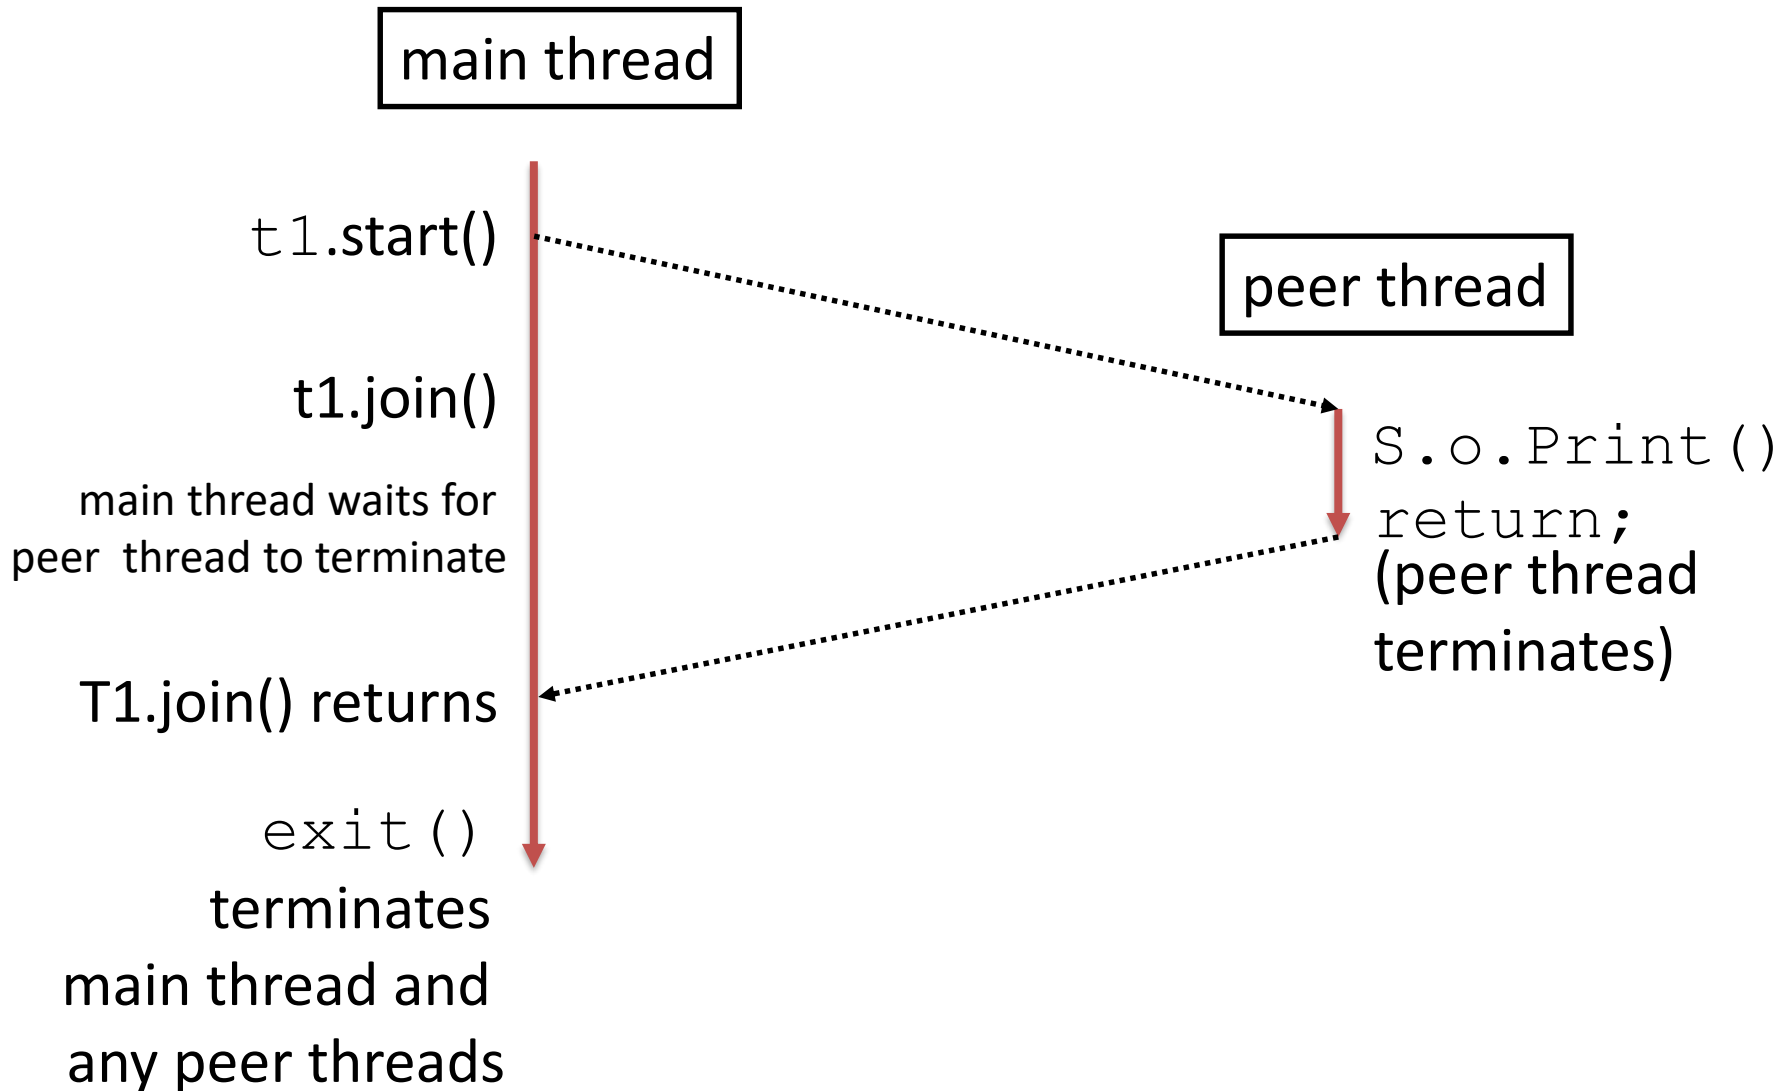 main thread
t1.start()
peer thread
t1.join()
S.o.Print()
main thread waits for
return;
peer  thread to terminate
(peer thread
terminates)
T1.join() returns
exit()
terminates
main thread and
any peer threads